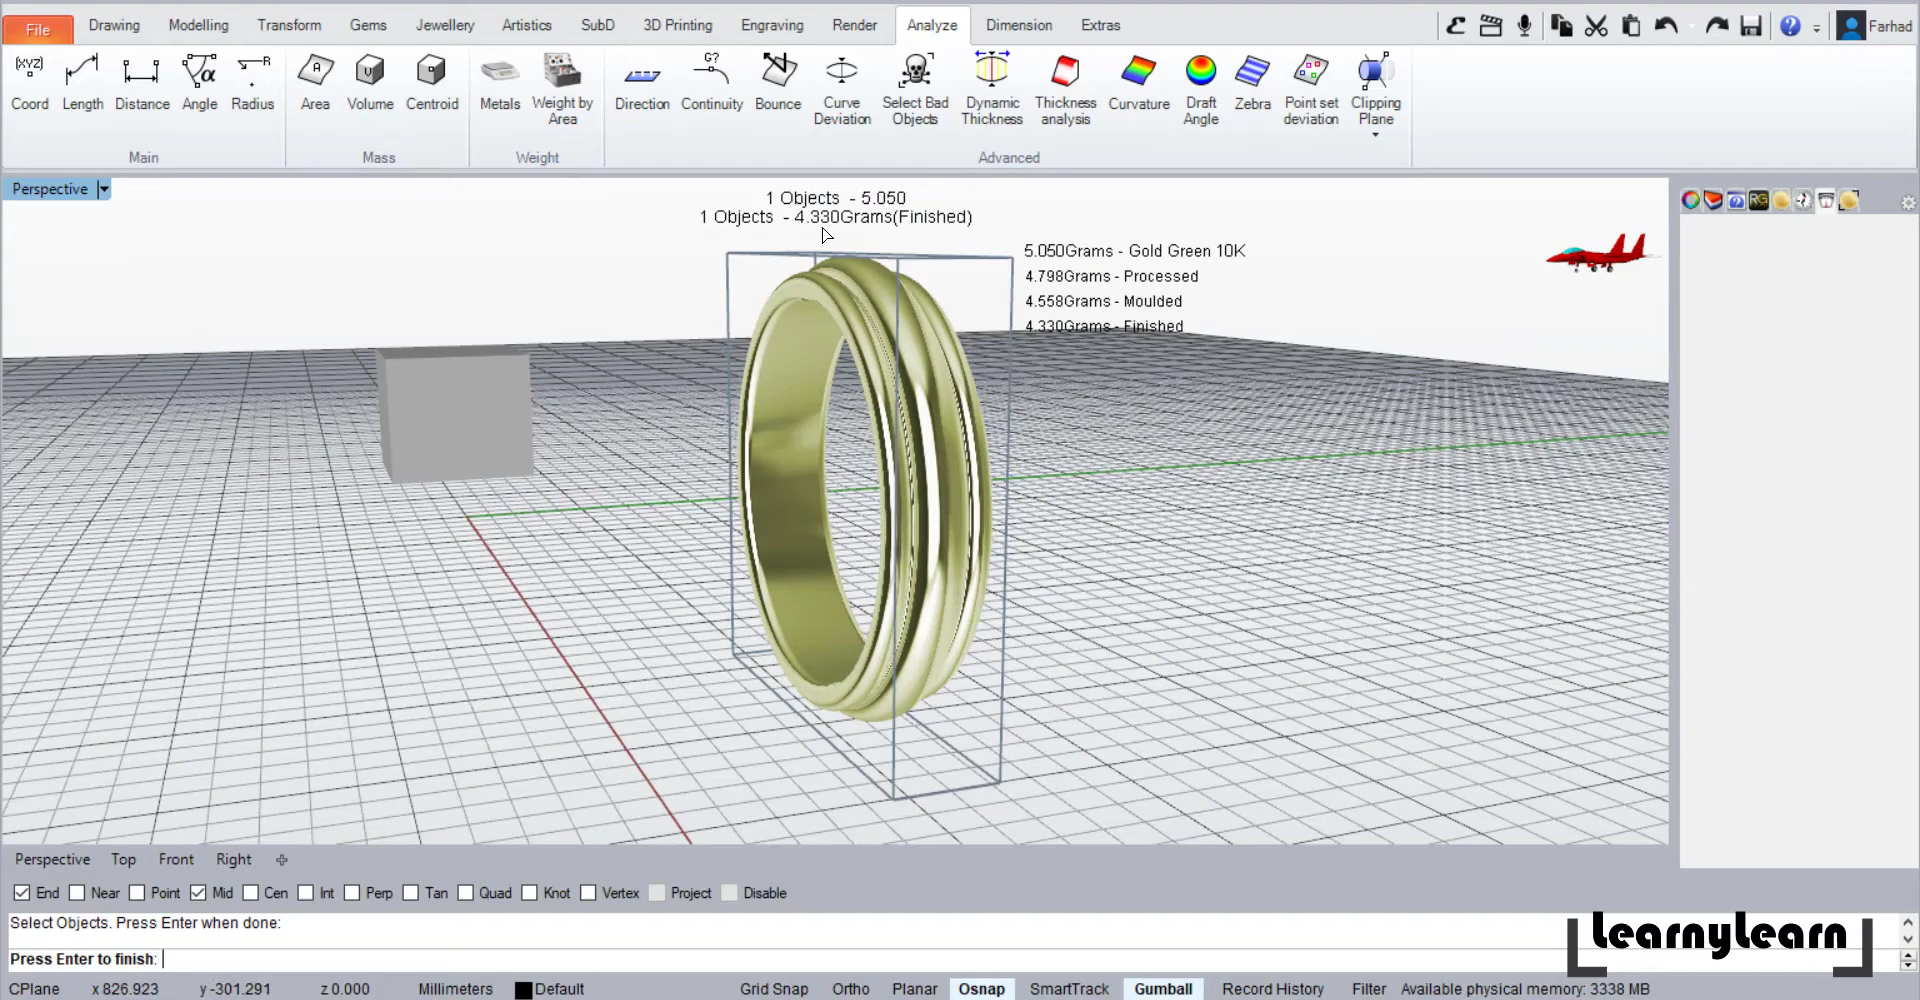 File Drawing Modelling Transform Gems Jewellery Artistics SubD 3D Printing Engraving Render Analyze Dimension Extras Farhad
(XYZ) R A V G?
Coord Length Distance Angle Radius Area Volume Centroid Metals Weight by Area Direction Continuity Bounce Curve Deviation Select Bad Objects Dynamic Thickness Thickness analysis Curvature Draft Angle Zebra Point set deviation Clipping Plane
Main Mass Weight Advanced
Perspective
1 Objects - 5.050
1 Objects - 4.330Grams(Finished)
5.050Grams - Gold Green 10K
4.798Grams - Processed
4.558Grams - Moulded
4.330Grams - Finished
RG
Perspective Top Front Right
End Near Point Mid Cen Int Perp Tan Quad Knot Vertex Project Disable
Select Objects. Press Enter when done:
Press Enter to finish:
LearnyLearn
CPlane x 826.923 y -301.291 z 0.000 Millimeters Default Grid Snap Ortho Planar Osnap SmartTrack Gumball Record History Filter Available physical memory: 3338 MB